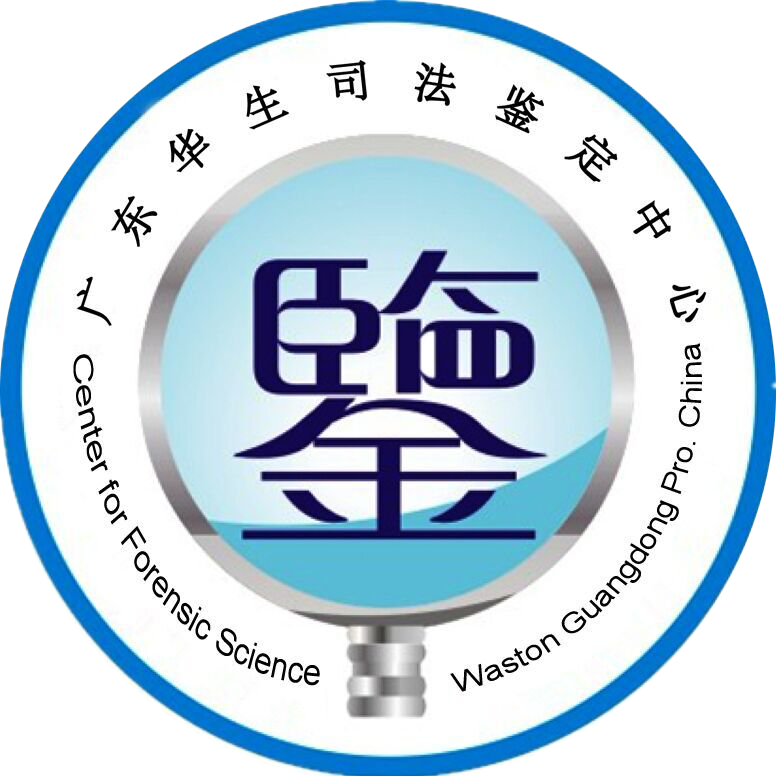 广东华生司法鉴定中心
鑒
Center for Forensic Science
Waston Guangdong Pro. China